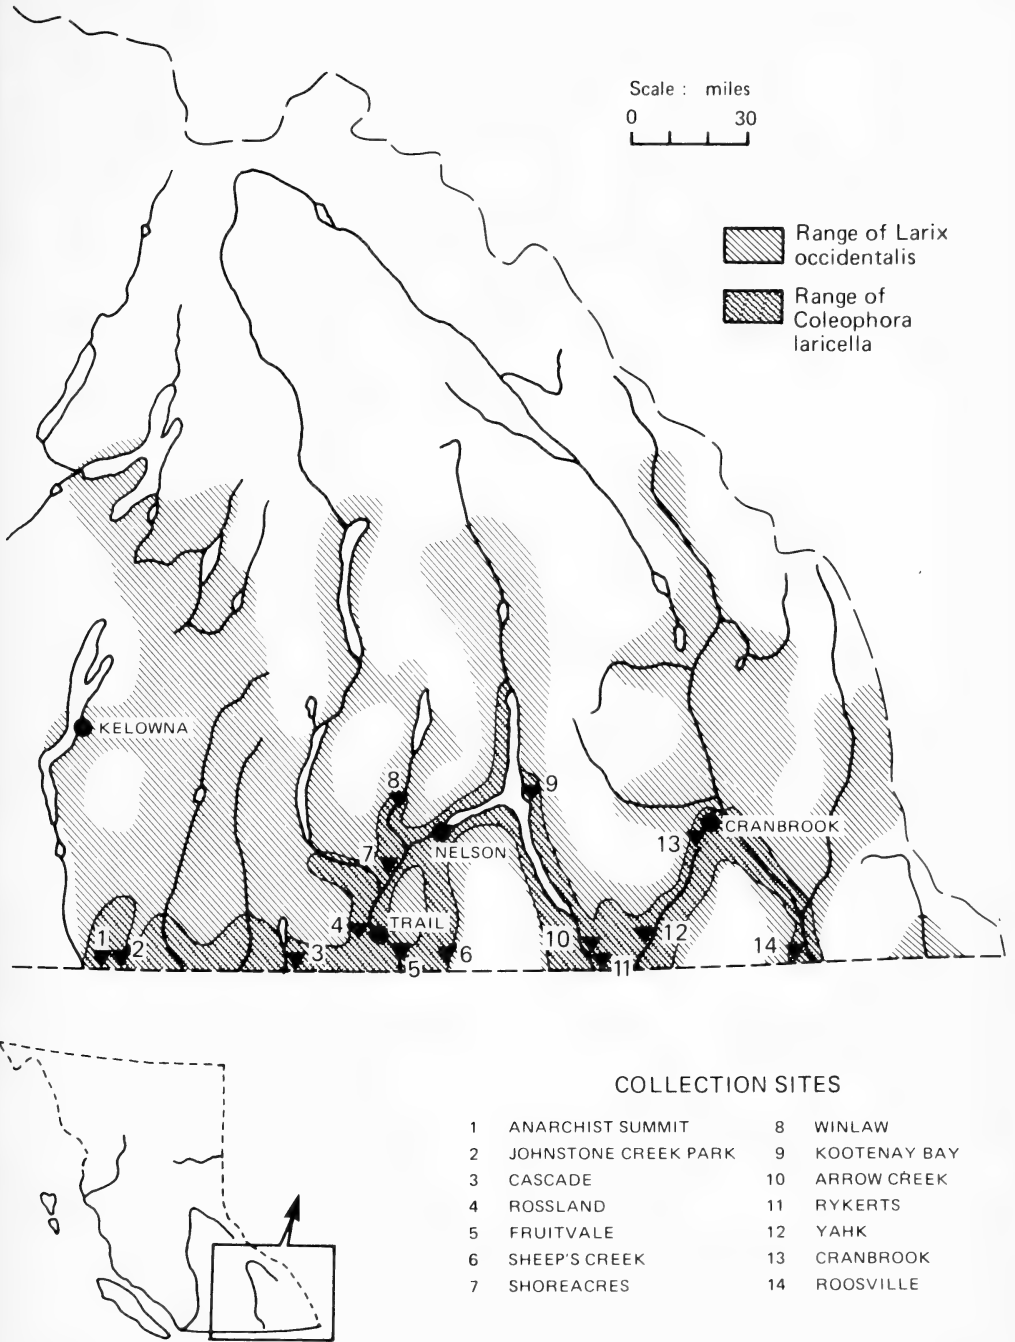 Scale : miles
0 30
Range of Larix
occidentalis
Range of
Coleophora
laricella
KELOWNA
8
9
CRANBROOK
13
NELSON
7
4
TRAIL
1
2
3
5
6
10
11
12
14
COLLECTION SITES
1 ANARCHIST SUMMIT
2 JOHNSTONE CREEK PARK
3 CASCADE
4 ROSSLAND
5 FRUITVALE
6 SHEEP'S CREEK
7 SHOREACRES
8 WINLAW
9 KOOTENAY BAY
10 ARROW CREEK
11 RYKERTS
12 YAHK
13 CRANBROOK
14 ROOSVILLE